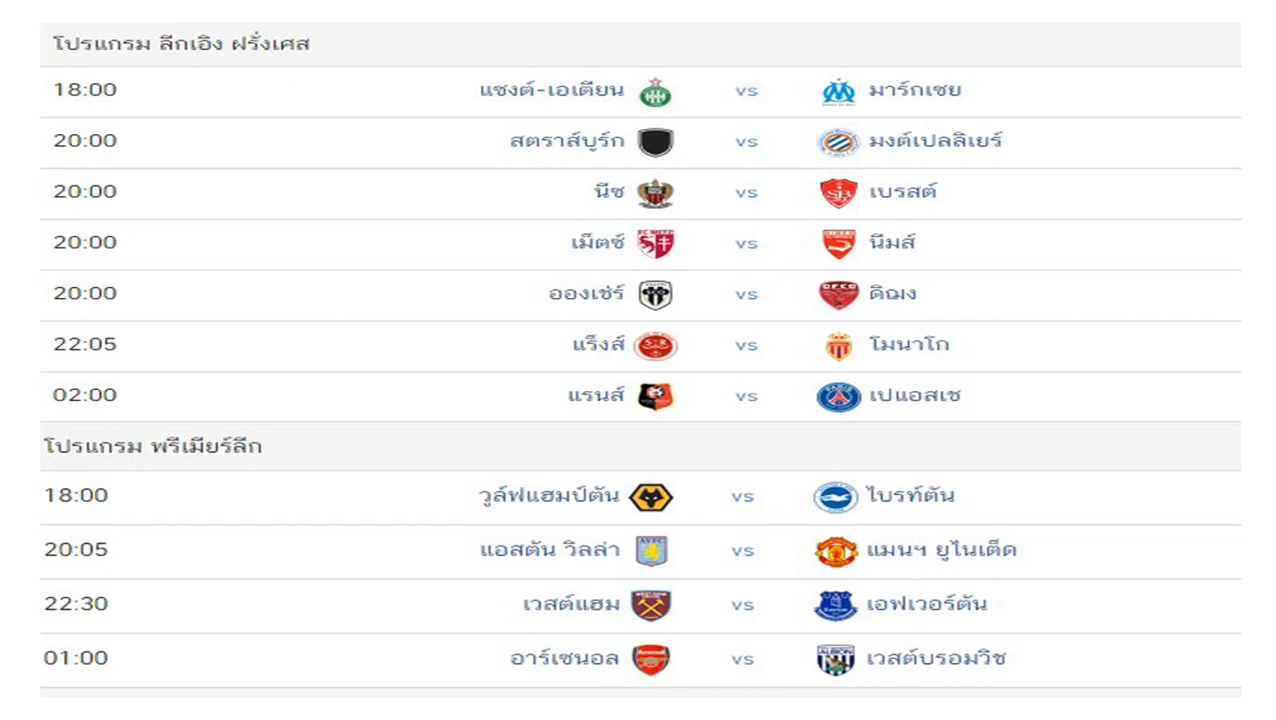 โปรแกรม ลีกเอิง ฝรั่งเศส
18:00 แซงต์-เอเตียน vs มาร์กเซย
20:00 สตราส์บูร์ก vs มงต์เปลลิเยร์
20:00 นีซ vs เบรสต์
20:00 เม็ตซ์ vs นีมส์
20:00 อองเช่ร์ vs ดิฌง
22:05 แร็งส์ vs โมนาโก
02:00 แรนส์ vs เปแอสเช
โปรแกรม พรีเมียร์ลีก
18:00 วูล์ฟแฮมป์ตัน vs ไบรท์ตัน
20:05 แอสตัน วิลล่า vs แมนฯ ยูไนเต็ด
22:30 เวสต์แฮม vs เอฟเวอร์ตัน
01:00 อาร์เซนอล vs เวสต์บรอมวิช